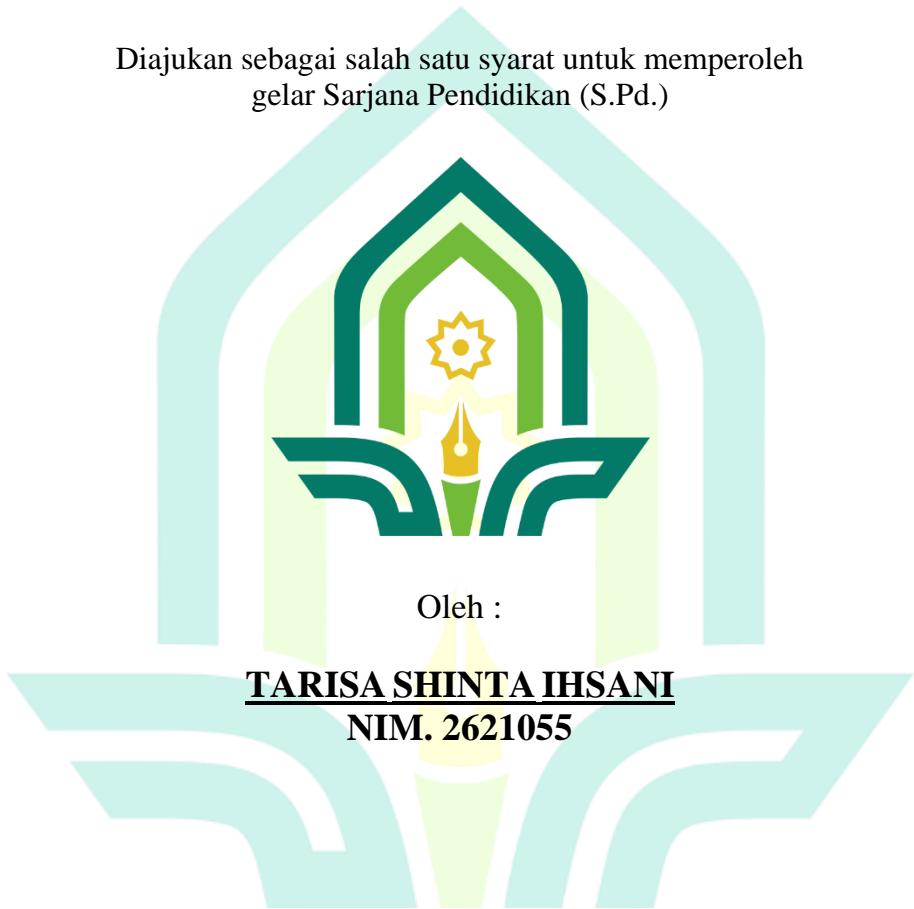 Diajukan sebagai salah satu syarat untuk memperoleh
gelar Sarjana Pendidikan (S.Pd.)
Oleh :
TARISA SHINTA IHSANI
NIM. 2621055